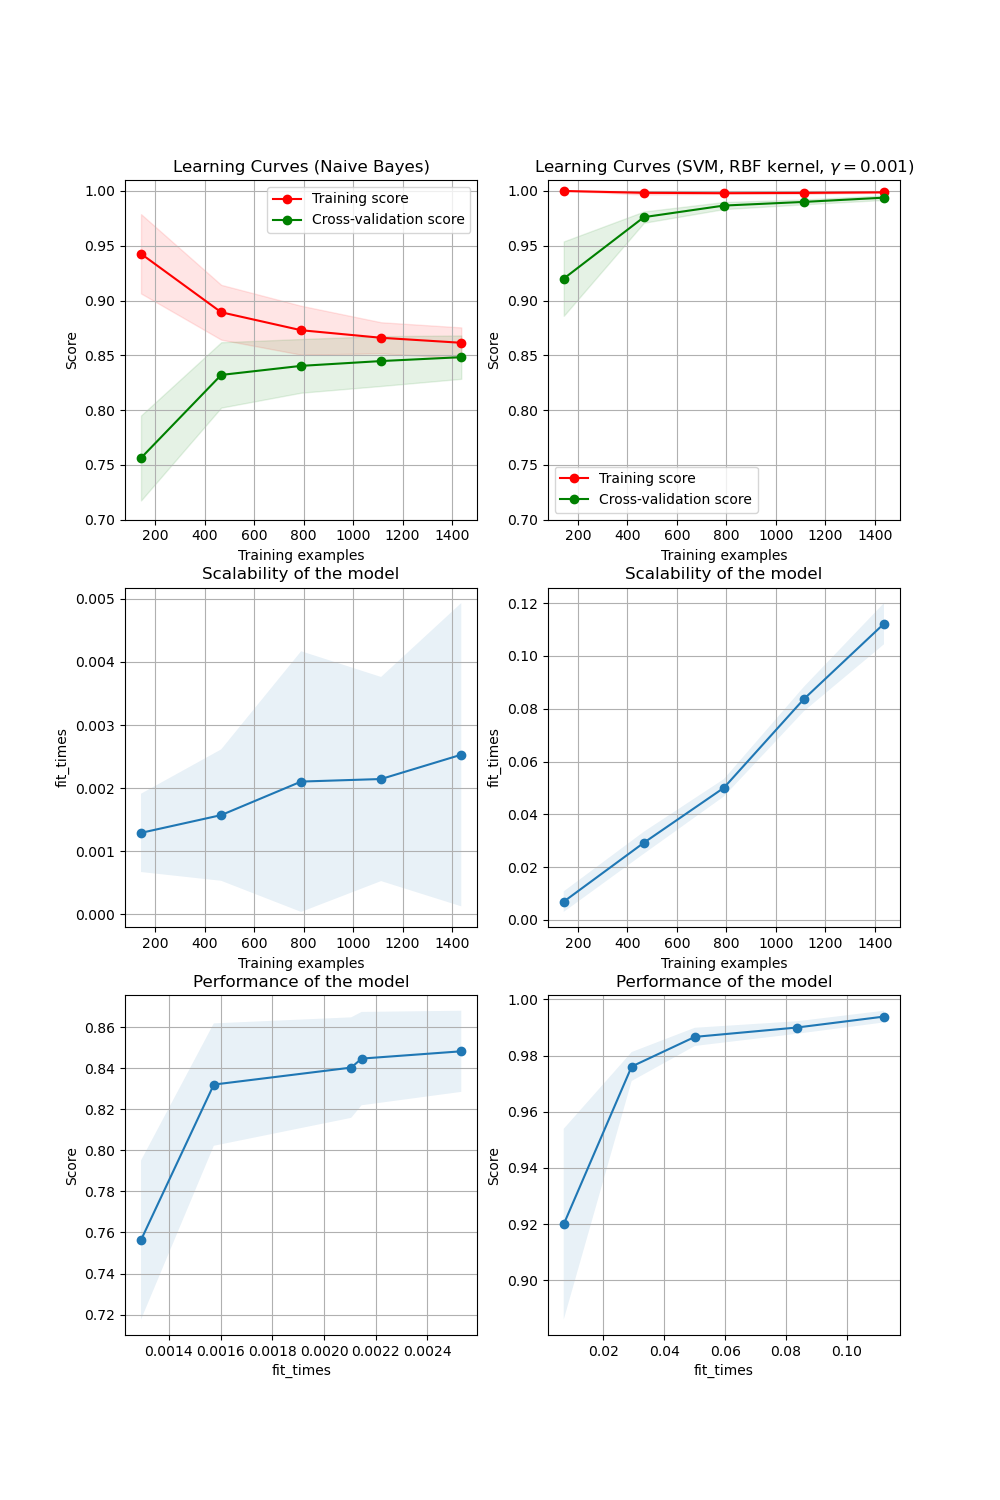 Learning Curves (Naive Bayes)
1.00
0.95
0.90
0.85
0.80
0.75
0.70
Score
Training score
Cross-validation score
200 400 600 800 1000 1200 1400
Training examples
Learning Curves (SVM, RBF kernel, γ = 0.001)
1.00
0.95
0.90
0.85
0.80
0.75
0.70
Score
Training score
Cross-validation score
200 400 600 800 1000 1200 1400
Training examples
Scalability of the model
0.005
0.004
0.003
0.002
0.001
0.000
fit_times
200 400 600 800 1000 1200 1400
Training examples
Scalability of the model
0.12
0.10
0.08
0.06
0.04
0.02
0.00
fit_times
200 400 600 800 1000 1200 1400
Training examples
Performance of the model
0.86
0.84
0.82
0.80
0.78
0.76
0.74
0.72
Score
0.0014 0.0016 0.0018 0.0020 0.0022 0.0024
fit_times
Performance of the model
1.00
0.98
0.96
0.94
0.92
0.90
Score
0.02 0.04 0.06 0.08 0.10
fit_times